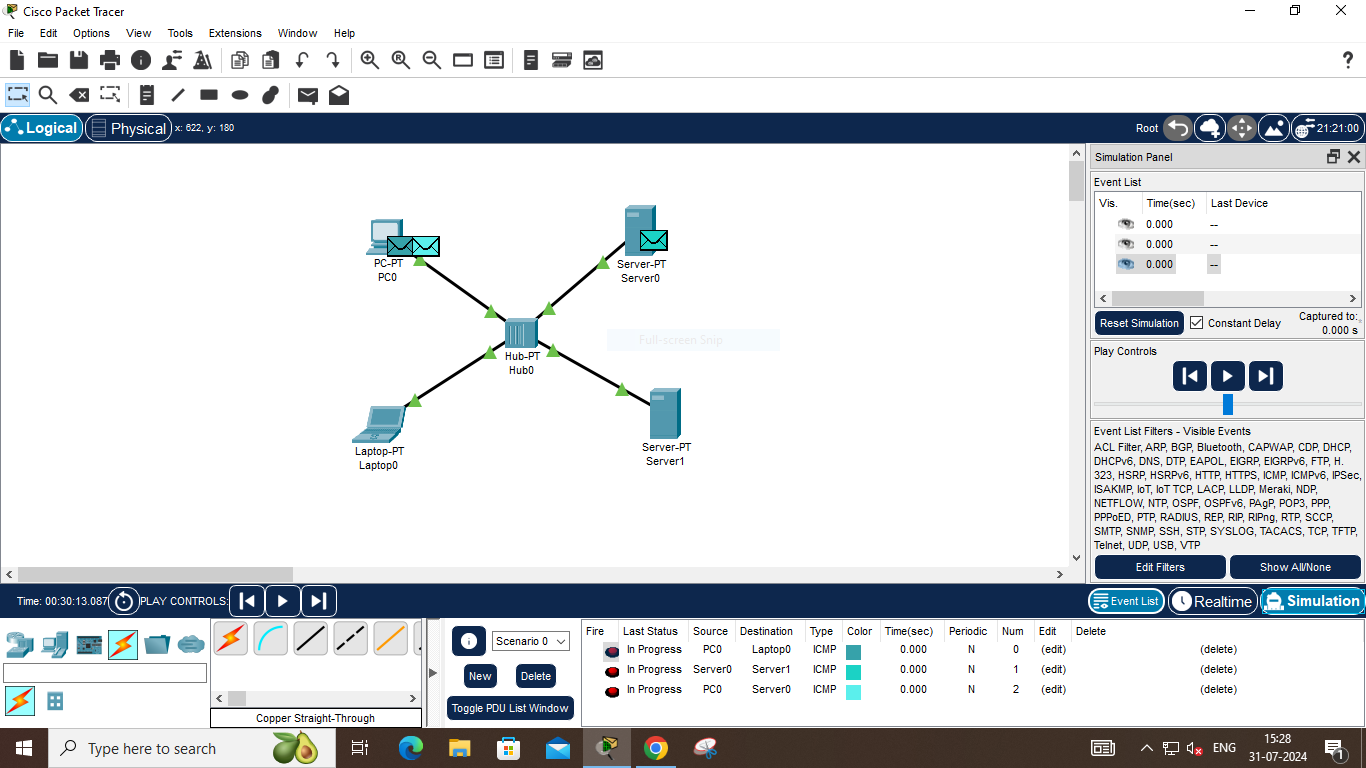 Cisco Packet Tracer
File Edit Options View Tools Extensions Window Help
Logical Physical x: 622, y: 180 Root 21:21:00
Simulation Panel
Event List
Vis. Time(sec) Last Device
0.000 --
0.000 --
0.000 --
Reset Simulation Constant Delay Captured to:
0.000 s
Play Controls
Event List Filters - Visible Events
ACL Filter, ARP, BGP, Bluetooth, CAPWAP, CDP, DHCP,
DHCPv6, DNS, DTP, EAPOL, EIGRP, EIGRPv6, FTP, H.
323, HSRP, HSRPv6, HTTP, HTTPS, ICMP, ICMPv6, IPSec,
ISAKMP, IoT, IoT TCP, LACP, LLDP, Meraki, NDP,
NETFLOW, NTP, OSPF, OSPFv6, PAgP, POP3, PPP,
PPPoED, PTP, RADIUS, REP, RIP, RIPng, RTP, SCCP,
SMTP, SNMP, SSH, STP, SYSLOG, TACACS, TCP, TFTP,
Telnet, UDP, USB, VTP
Edit Filters Show All/None
PC-PT
PC0
Server-PT
Server0
Hub-PT
Hub0
Full-screen Snip
Laptop-PT
Laptop0
Server-PT
Server1
Time: 00:30:13.087 PLAY CONTROLS: Event List Realtime Simulation
Copper Straight-Through
Scenario 0
New Delete
Toggle PDU List Window
Fire Last Status Source Destination Type Color Time(sec) Periodic Num Edit Delete
In Progress PC0 Laptop0 ICMP 0.000 N 0 (edit) (delete)
In Progress Server0 Server1 ICMP 0.000 N 1 (edit) (delete)
In Progress PC0 Server0 ICMP 0.000 N 2 (edit) (delete)
Type here to search
ENG
15:28
31-07-2024
1